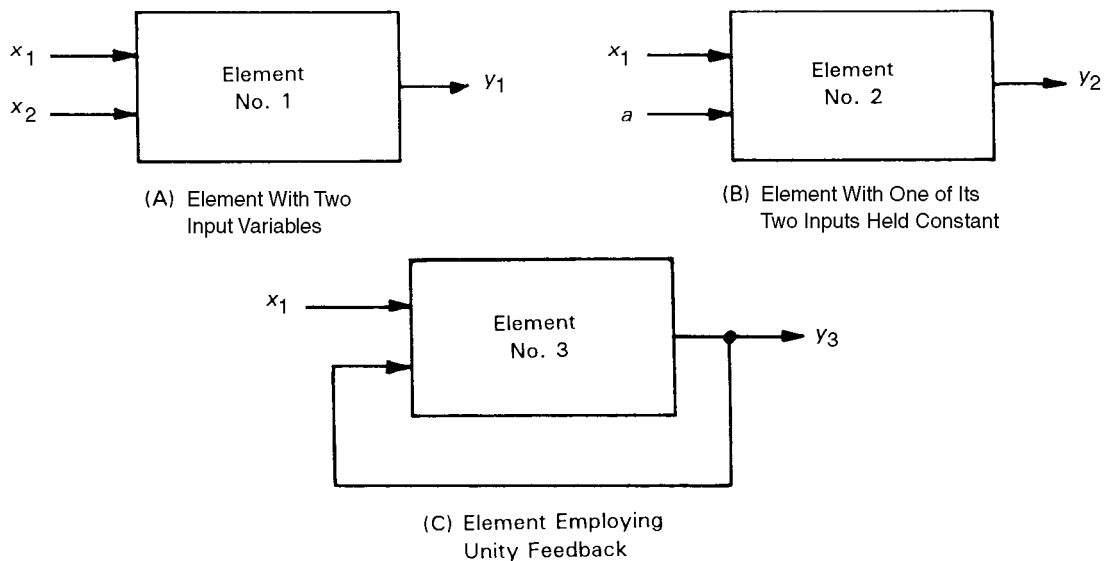 x1
x2
Element
No. 1
y1
(A) Element With Two
Input Variables
x1
a
Element
No. 2
y2
(B) Element With One of Its
Two Inputs Held Constant
x1
Element
No. 3
y3
(C) Element Employing
Unity Feedback